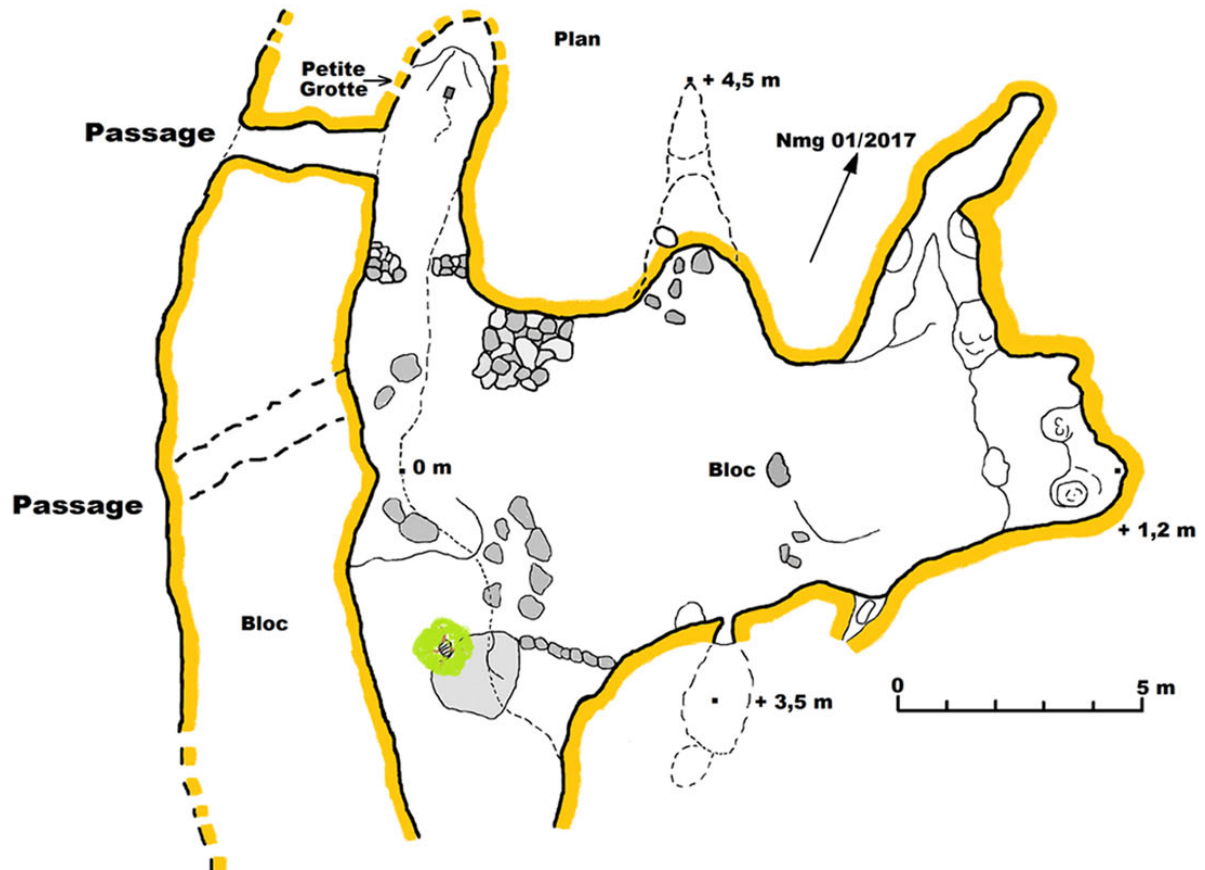 Plan
Petite
Grotte
+ 4,5 m
Passage
Nmg 01/2017
0 m
Bloc
Passage
+ 1,2 m
Bloc
0
5 m
+ 3,5 m